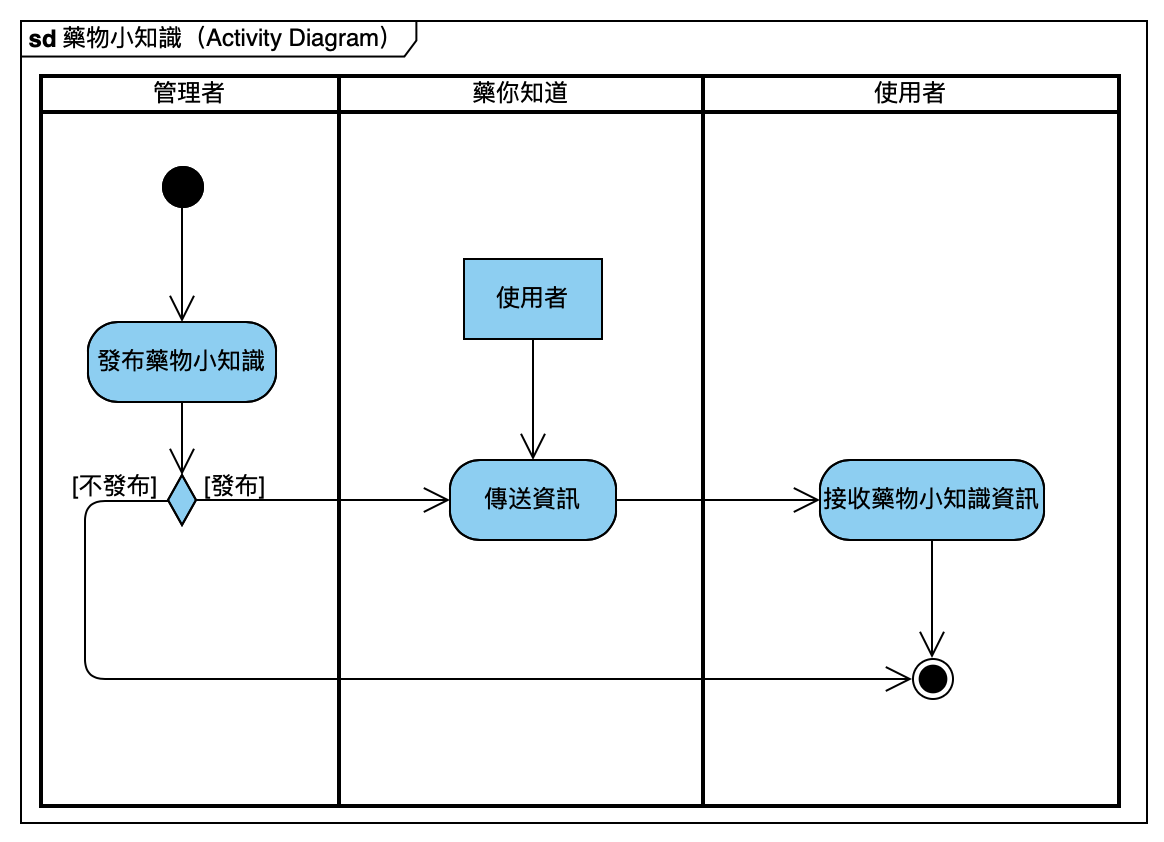 sd 藥物小知識（Activity Diagram）
管理者
藥你知道
使用者
使用者
發布藥物小知識
[不發布]
[發布]
傳送資訊
接收藥物小知識資訊